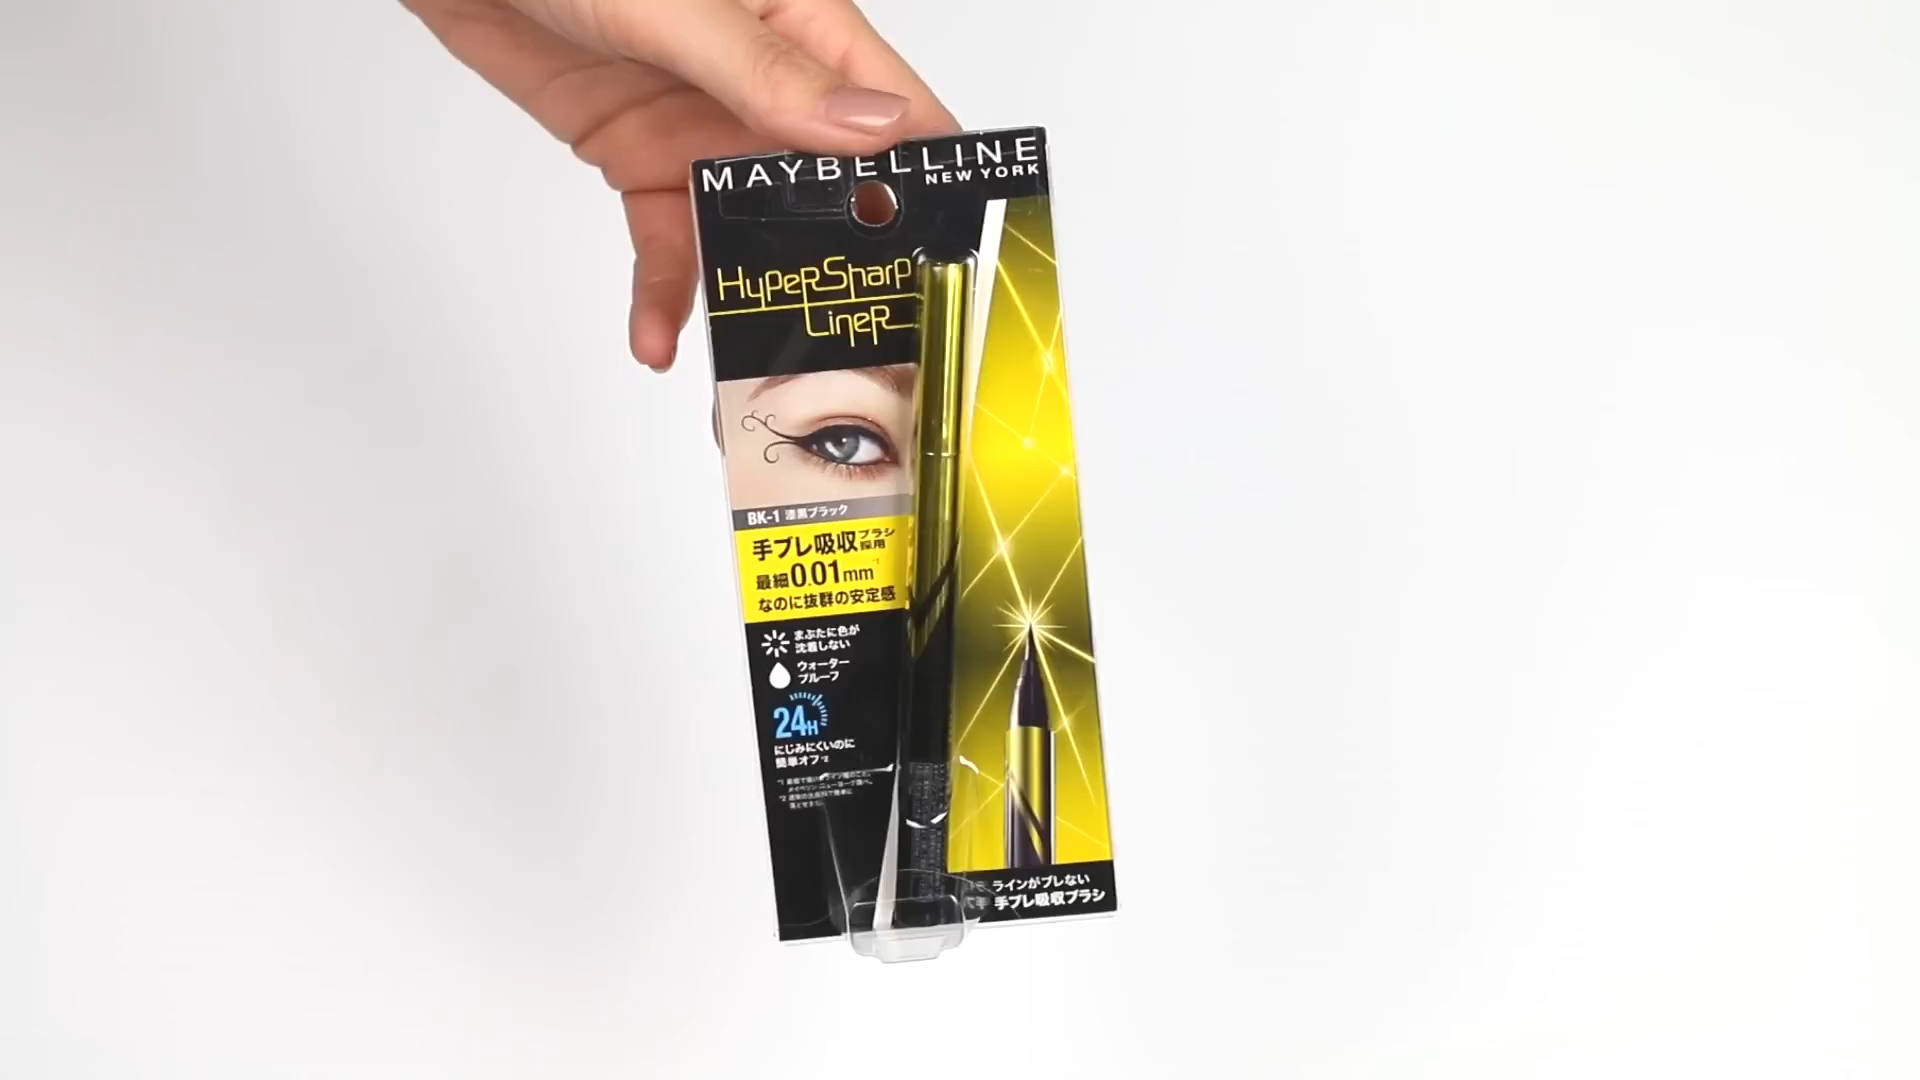 MAYBELLINE
NEW YORK
HyperSharp
Liner
BK-1 漆黒ブラック
手ブレ吸収ブラシ採用
最細0.01mm*1
なのに抜群の安定感
まぶたに色が
沈着しない
ウォーター
プルーフ
24H
にじみにくいのに
簡単オフ*2
ラインがブレない
手ブレ吸収ブラシ